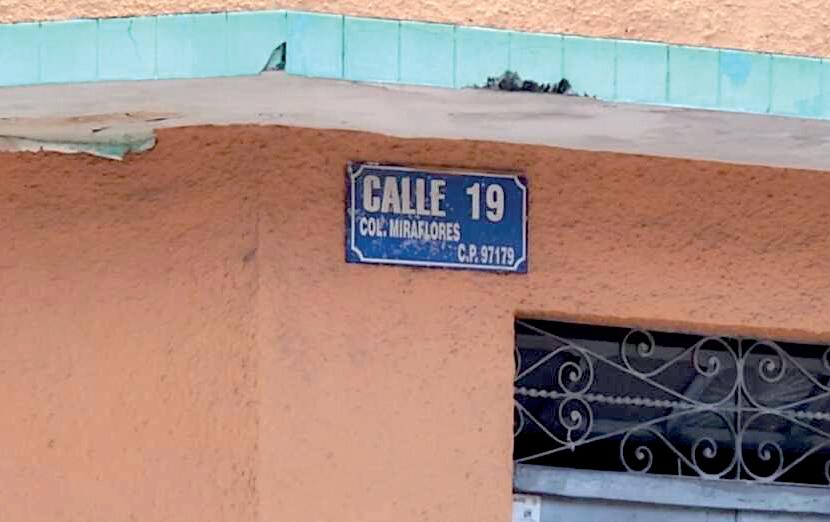 CALLE 19
COL. MIRAFLORES
C.P. 97179